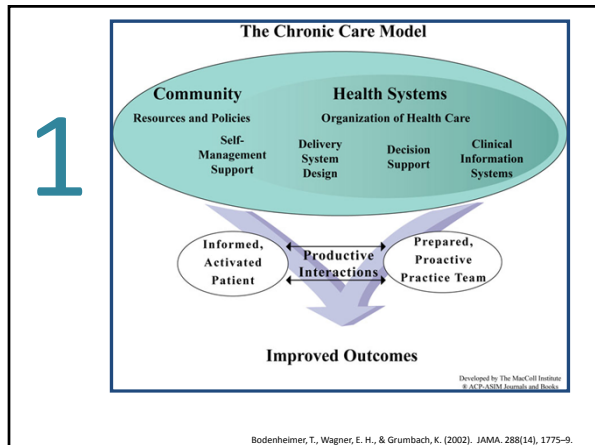 1
The Chronic Care Model
Community
Resources and Policies
Health Systems
Organization of Health Care
Self-
Management
Support
Delivery
System
Design
Decision
Support
Clinical
Information
Systems
Informed,
Activated
Patient
Productive
Interactions
Prepared,
Proactive
Practice Team
Improved Outcomes
Developed by The MacColl Institute
® ACP-ASIM Journals and Books
Bodenheimer, T., Wagner, E. H., & Grumbach, K. (2002). JAMA. 288(14), 1775–9.